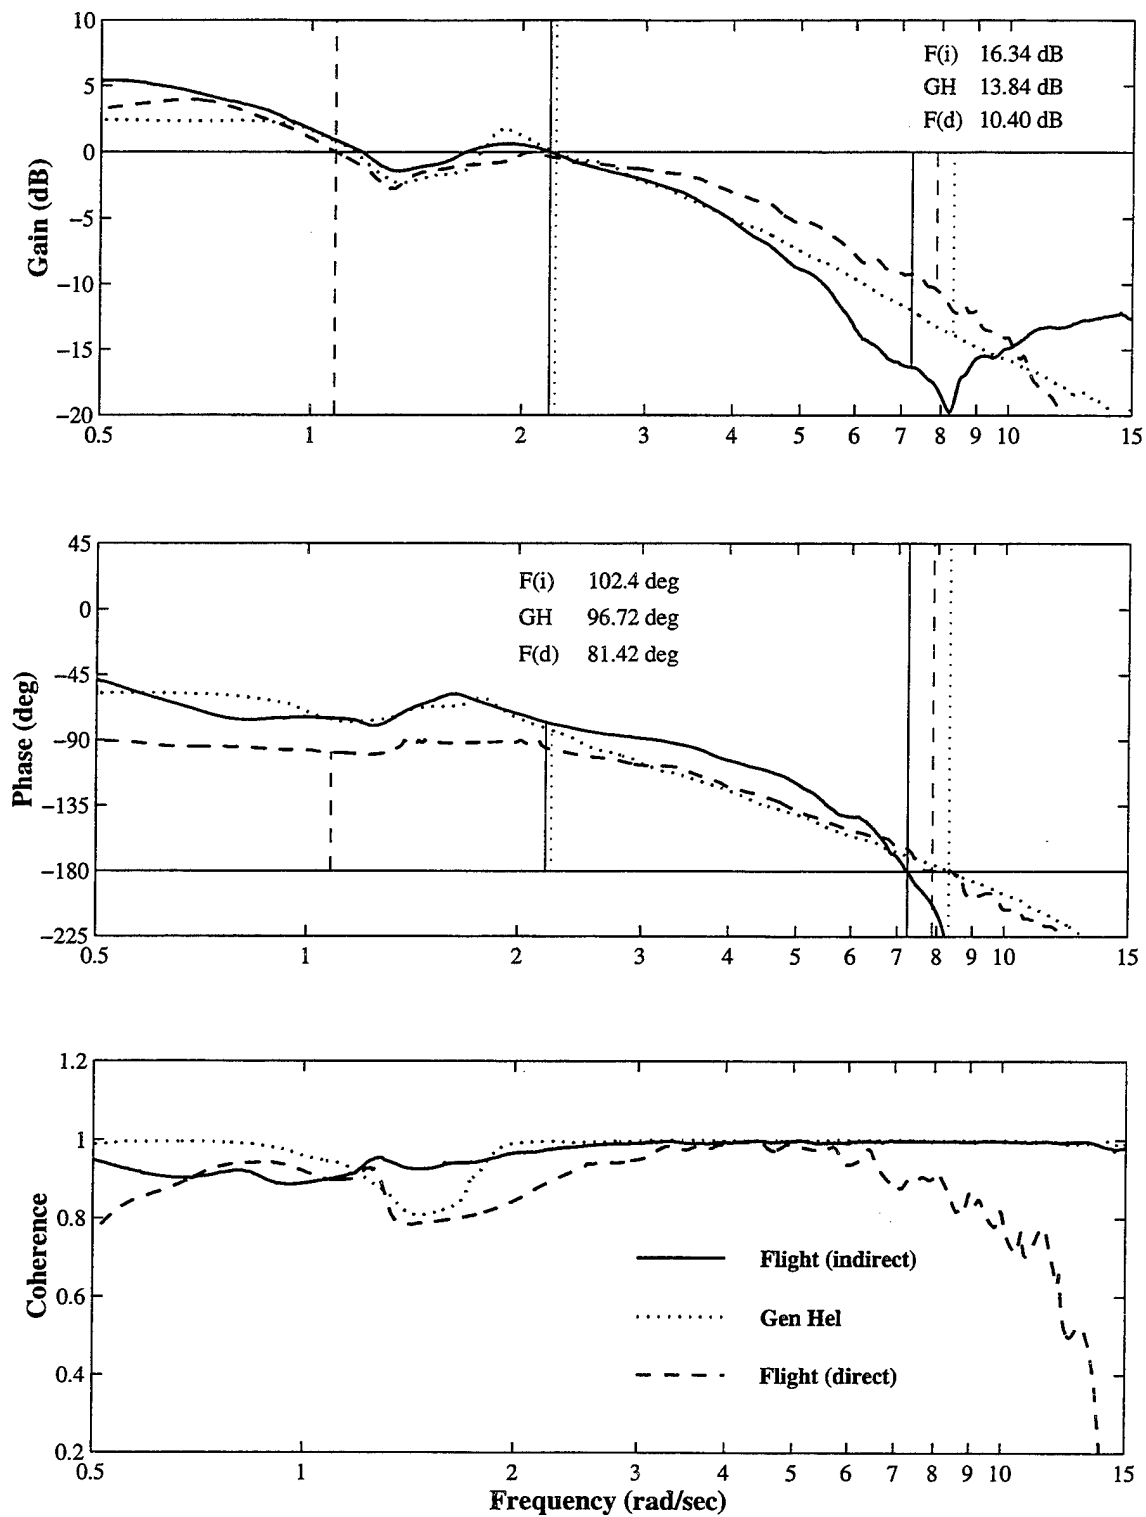 10
5
0
−5
−10
−15
−20
Gain (dB)
F(i) 16.34 dB
GH 13.84 dB
F(d) 10.40 dB
0.5 1 2 3 4 5 6 7 8 9 10 15
45
0
−45
−90
−135
−180
−225
Phase (deg)
F(i) 102.4 deg
GH 96.72 deg
F(d) 81.42 deg
0.5 1 2 3 4 5 6 7 8 9 10 15
1.2
1
0.8
0.6
0.4
0.2
Coherence
Flight (indirect)
Gen Hel
Flight (direct)
0.5 1 2 3 4 5 6 7 8 9 10 15
Frequency (rad/sec)